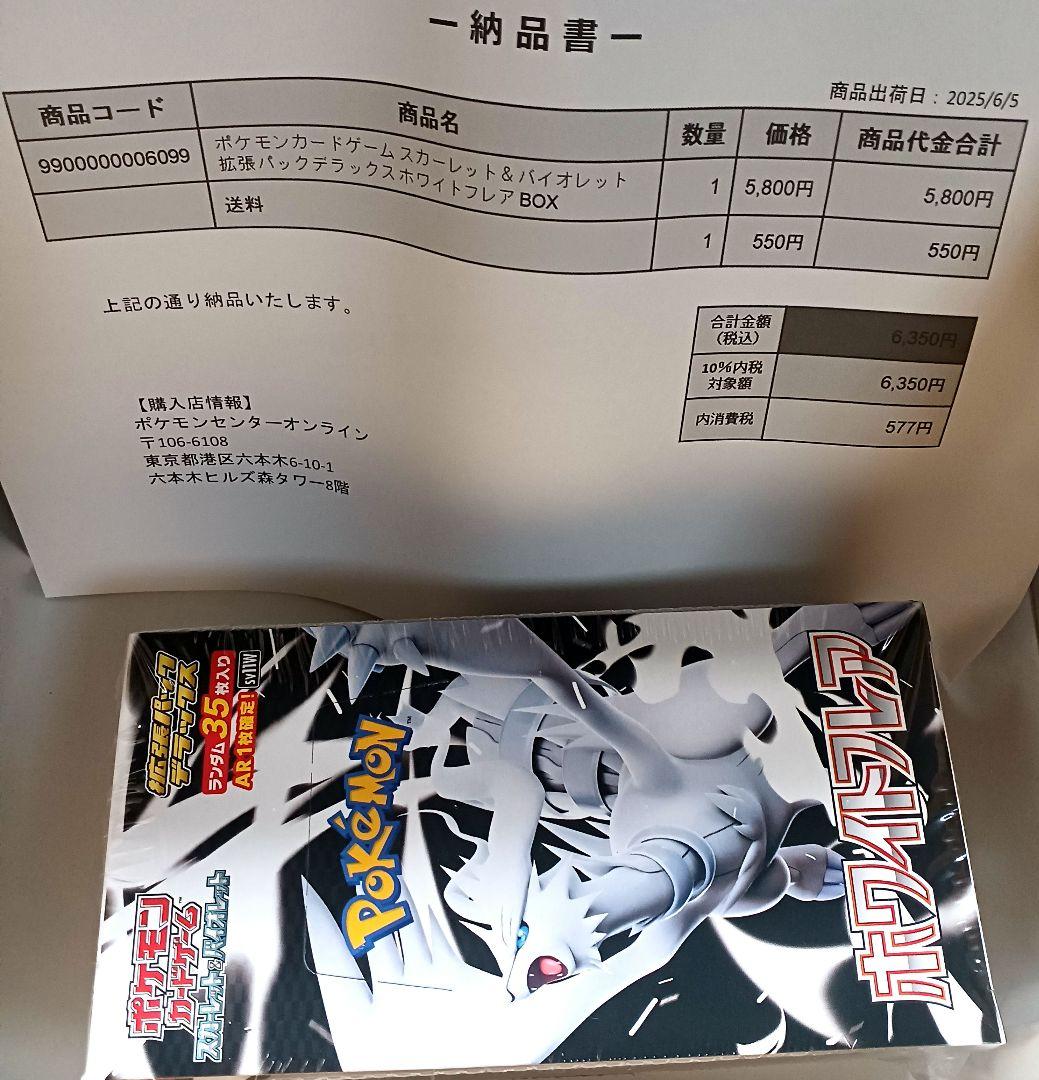 ー納品書ー
商品出荷日：2025/6/5
商品コード 商品名 数量 価格 商品代金合計
9900000006099 ポケモンカードゲーム スカーレット＆バイオレット
拡張パックデラックスホワイトフレア BOX 1 5,800円 5,800円
送料 1 550円 550円
上記の通り納品いたします。
合計金額
（税込） 6,350円
10%内税
対象額 6,350円
内消費税 577円
【購入店情報】
ポケモンセンターオンライン
〒106-6108
東京都港区六本木6-10-1
六本木ヒルズ森タワー8階
ホワイトフレア
POKéMON™
拡張パック
デラックス
ランダム35枚入り
AR1枚確定!
sv11W
ポケモン
カードゲーム
スカーレット&バイオレット